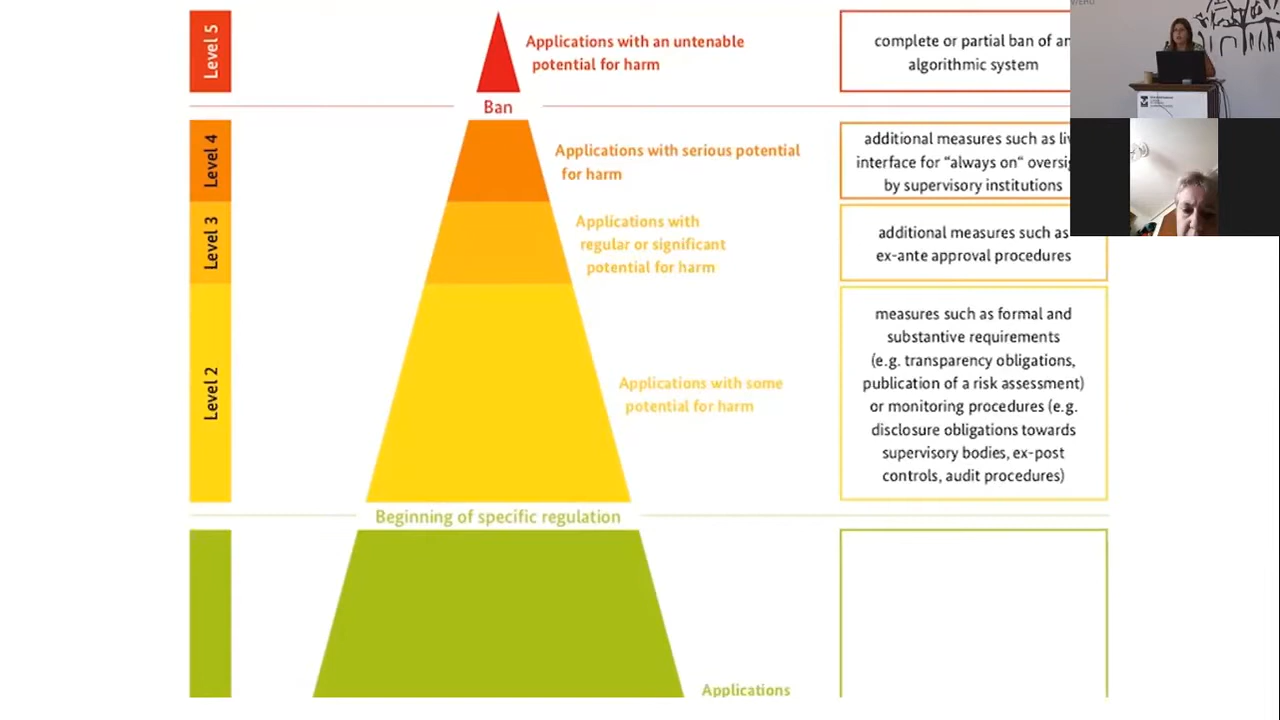 Level 5
Applications with an untenable
potential for harm
complete or partial ban of an
algorithmic system
Ban
Level 4
Applications with serious potential
for harm
additional measures such as
interface for “always on“
by supervisory institutions
Level 3
Applications with
regular or significant
potential for harm
additional measures such as
ex-ante approval procedures
Level 2
Applications with some
potential for harm
measures such as formal and
substantive requirements
(e.g. transparency obligations,
publication of a risk assessment)
or monitoring procedures (e.g.
disclosure obligations towards
supervisory bodies, ex-post
controls, audit procedures)
Beginning of specific regulation
Applications